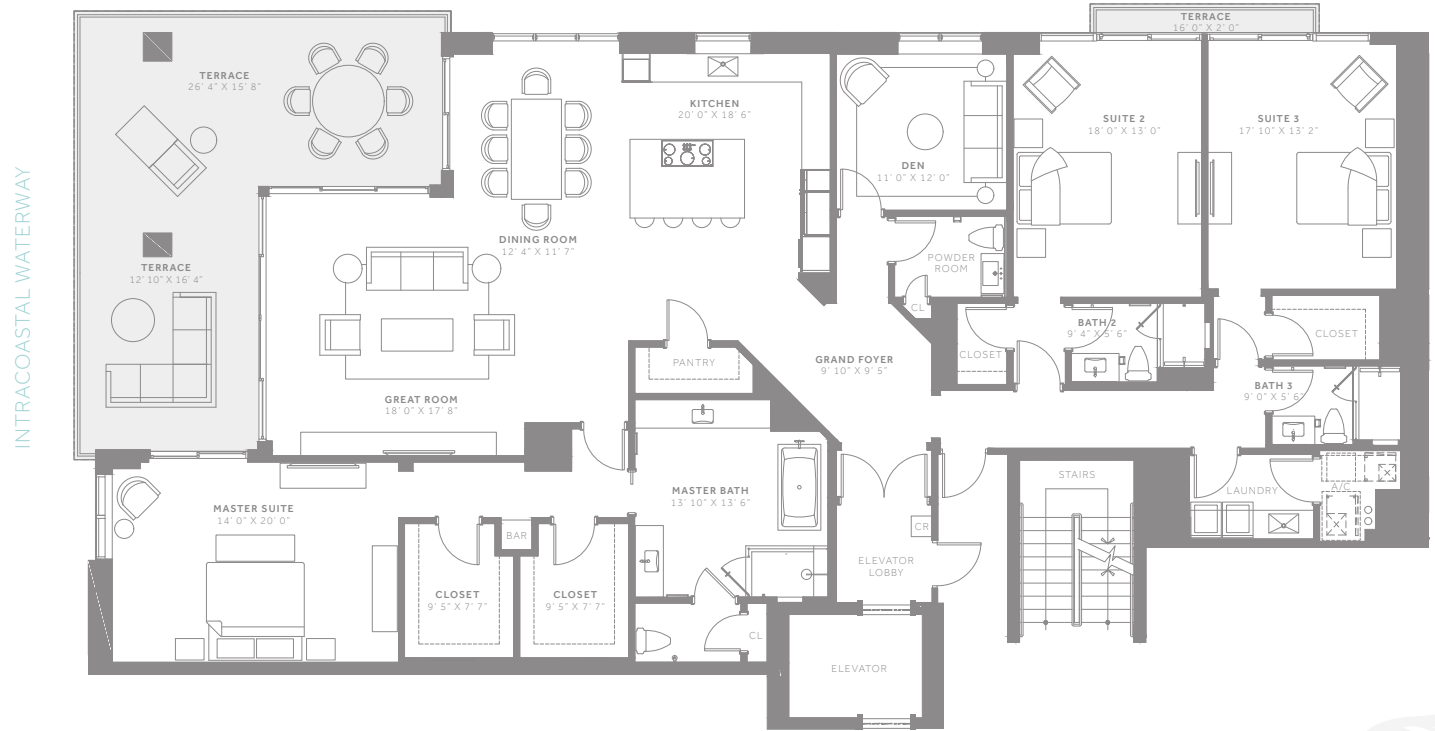 INTRACOASTAL WATERWAY
TERRACE
26' 4" X 15' 8"
TERRACE
12' 10" X 16' 4"
TERRACE
16' 0" X 2' 0"
KITCHEN
20' 0" X 18' 6"
DINING ROOM
12' 4" X 11' 7"
GREAT ROOM
18' 0" X 17' 8"
DEN
11' 0" X 12' 0"
SUITE 2
18' 0" X 13' 0"
SUITE 3
17' 10" X 13' 2"
POWDER
ROOM
CL
PANTRY
GRAND FOYER
9' 10" X 9' 5"
CLOSET
BATH 2
9' 4" X 5' 6"
CLOSET
BATH 3
9' 0" X 5' 6"
MASTER SUITE
14' 0" X 20' 0"
MASTER BATH
13' 10" X 13' 6"
BAR
CLOSET
9' 5" X 7' 7"
CLOSET
9' 5" X 7' 7"
CL
CR
ELEVATOR
LOBBY
ELEVATOR
STAIRS
LAUNDRY
A/C